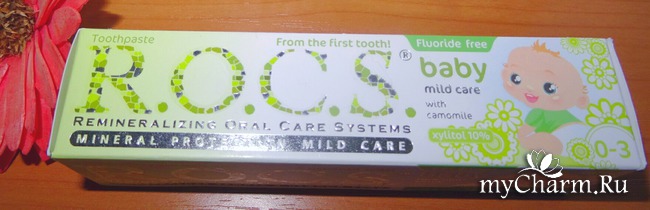 Toothpaste
From the first tooth!
Fluoride free
R.O.C.S.®
baby
mild care
with
camomile
xylitol 10%
0-3
REMINERALIZING ORAL CARE SYSTEMS
MINERAL MILD CARE
myCharm.Ru